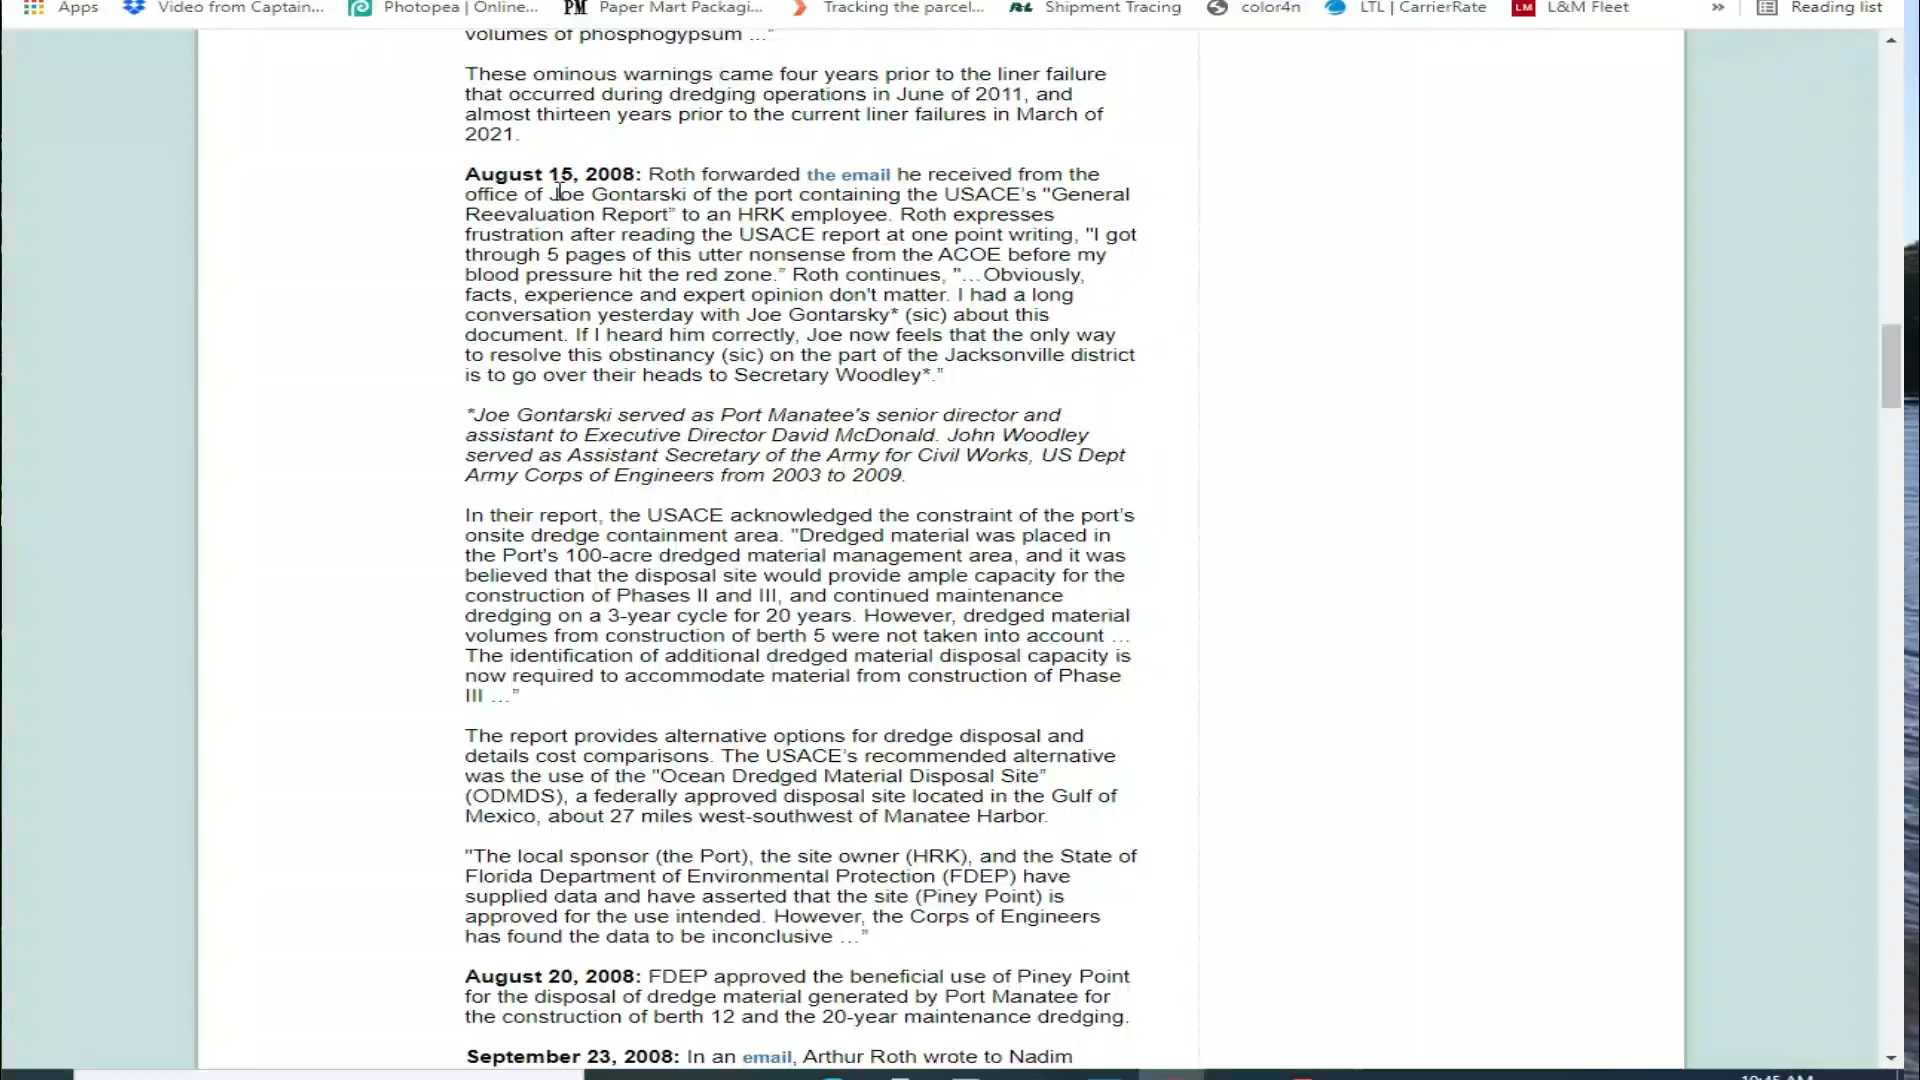 Apps Video from Captain... Photopea | Online... PM Paper Mart Packagi... Tracking the parcel... R+L Shipment Tracing color4n LTL | CarrierRate LM L&M Fleet » Reading list
volumes of phosphogypsum ...”
These ominous warnings came four years prior to the liner failure
that occurred during dredging operations in June of 2011, and
almost thirteen years prior to the current liner failures in March of
2021.
August 15, 2008: Roth forwarded the email he received from the
office of Joe Gontarski of the port containing the USACE’s "General
Reevaluation Report” to an HRK employee. Roth expresses
frustration after reading the USACE report at one point writing, "I got
through 5 pages of this utter nonsense from the ACOE before my
blood pressure hit the red zone.” Roth continues, "...Obviously,
facts, experience and expert opinion don't matter. I had a long
conversation yesterday with Joe Gontarsky* (sic) about this
document. If I heard him correctly, Joe now feels that the only way
to resolve this obstinancy (sic) on the part of the Jacksonville district
is to go over their heads to Secretary Woodley*.”
*Joe Gontarski served as Port Manatee's senior director and
assistant to Executive Director David McDonald. John Woodley
served as Assistant Secretary of the Army for Civil Works, US Dept
Army Corps of Engineers from 2003 to 2009.
In their report, the USACE acknowledged the constraint of the port’s
onsite dredge containment area. "Dredged material was placed in
the Port's 100-acre dredged material management area, and it was
believed that the disposal site would provide ample capacity for the
construction of Phases II and III, and continued maintenance
dredging on a 3-year cycle for 20 years. However, dredged material
volumes from construction of berth 5 were not taken into account ...
The identification of additional dredged material disposal capacity is
now required to accommodate material from construction of Phase
III ...”
The report provides alternative options for dredge disposal and
details cost comparisons. The USACE’s recommended alternative
was the use of the "Ocean Dredged Material Disposal Site”
(ODMDS), a federally approved disposal site located in the Gulf of
Mexico, about 27 miles west-southwest of Manatee Harbor.
"The local sponsor (the Port), the site owner (HRK), and the State of
Florida Department of Environmental Protection (FDEP) have
supplied data and have asserted that the site (Piney Point) is
approved for the use intended. However, the Corps of Engineers
has found the data to be inconclusive ...”
August 20, 2008: FDEP approved the beneficial use of Piney Point
for the disposal of dredge material generated by Port Manatee for
the construction of berth 12 and the 20-year maintenance dredging.
September 23, 2008: In an email, Arthur Roth wrote to Nadim